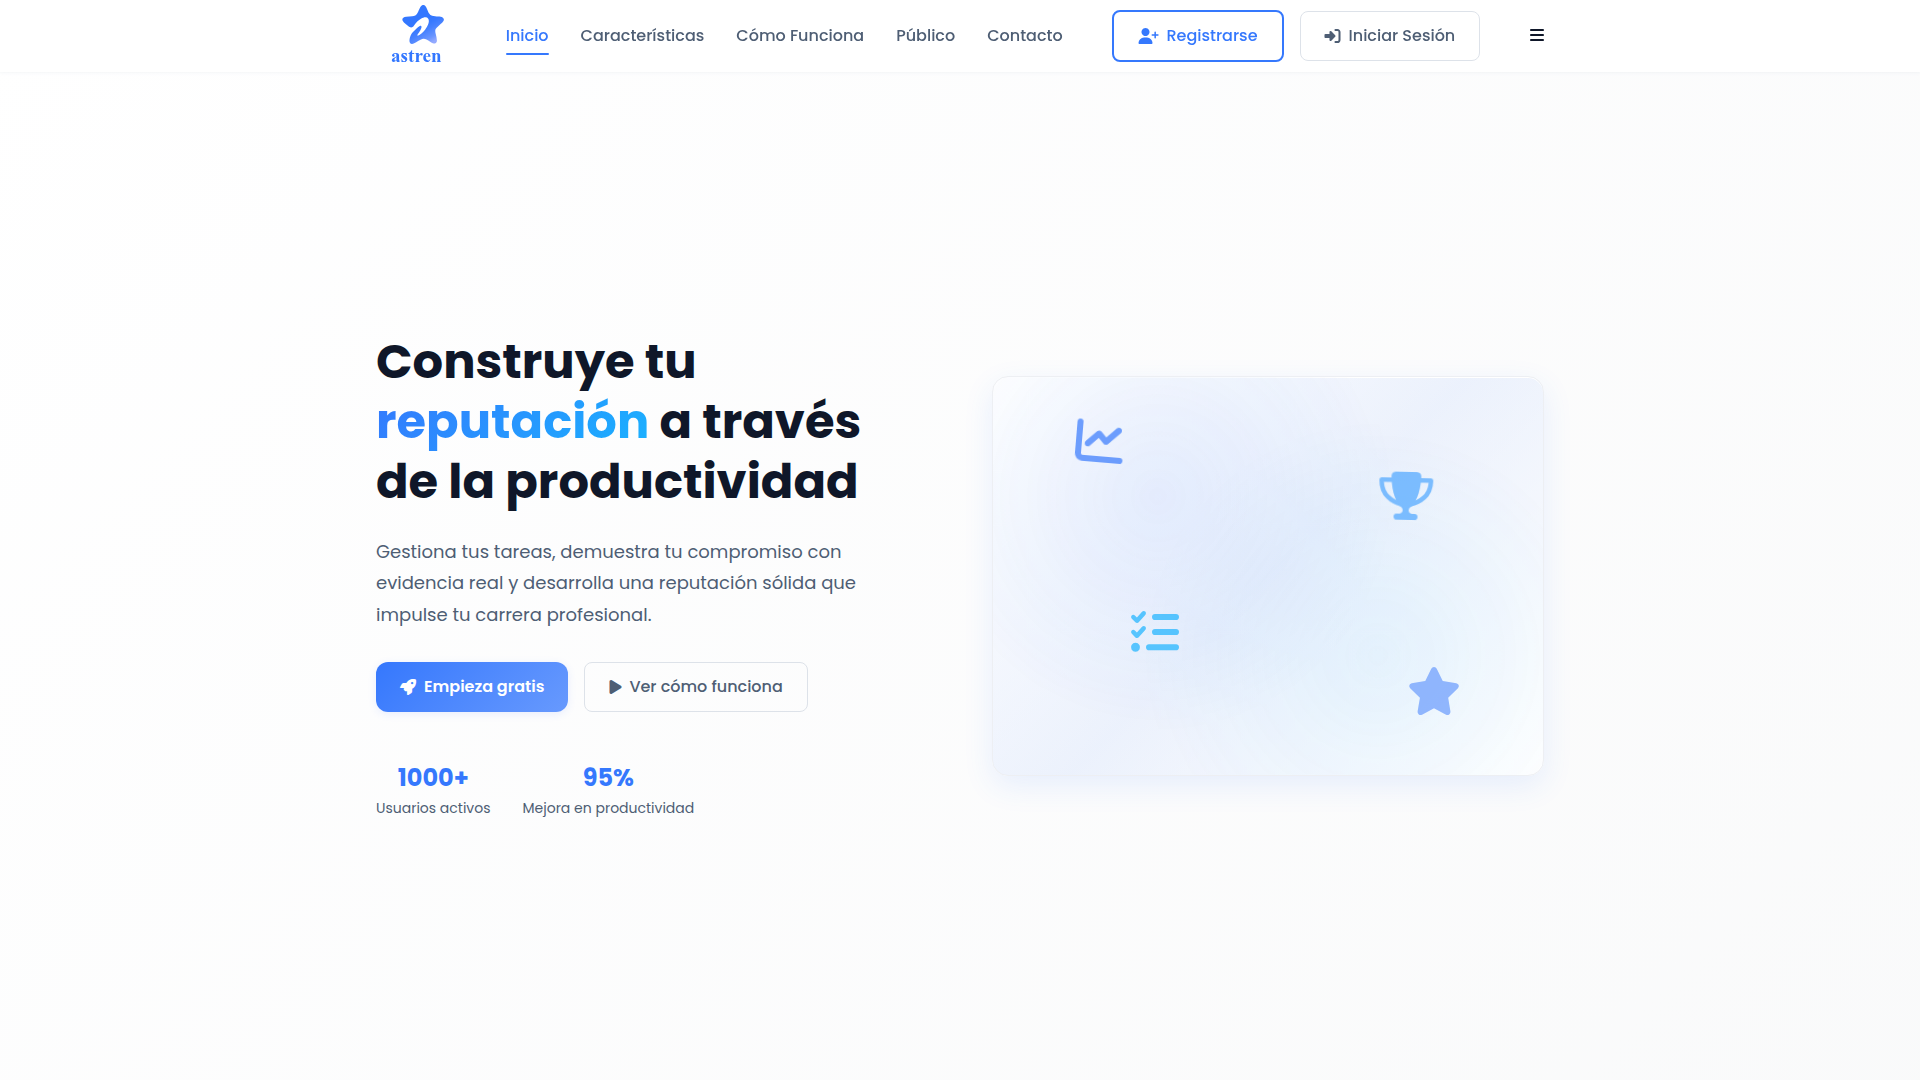 astren
Inicio
Características
Cómo Funciona
Público
Contacto
Registrarse
Iniciar Sesión
Construye tu
reputación a través
de la productividad
Gestiona tus tareas, demuestra tu compromiso con
evidencia real y desarrolla una reputación sólida que
impulse tu carrera profesional.
Empieza gratis
Ver cómo funciona
1000+
Usuarios activos
95%
Mejora en productividad